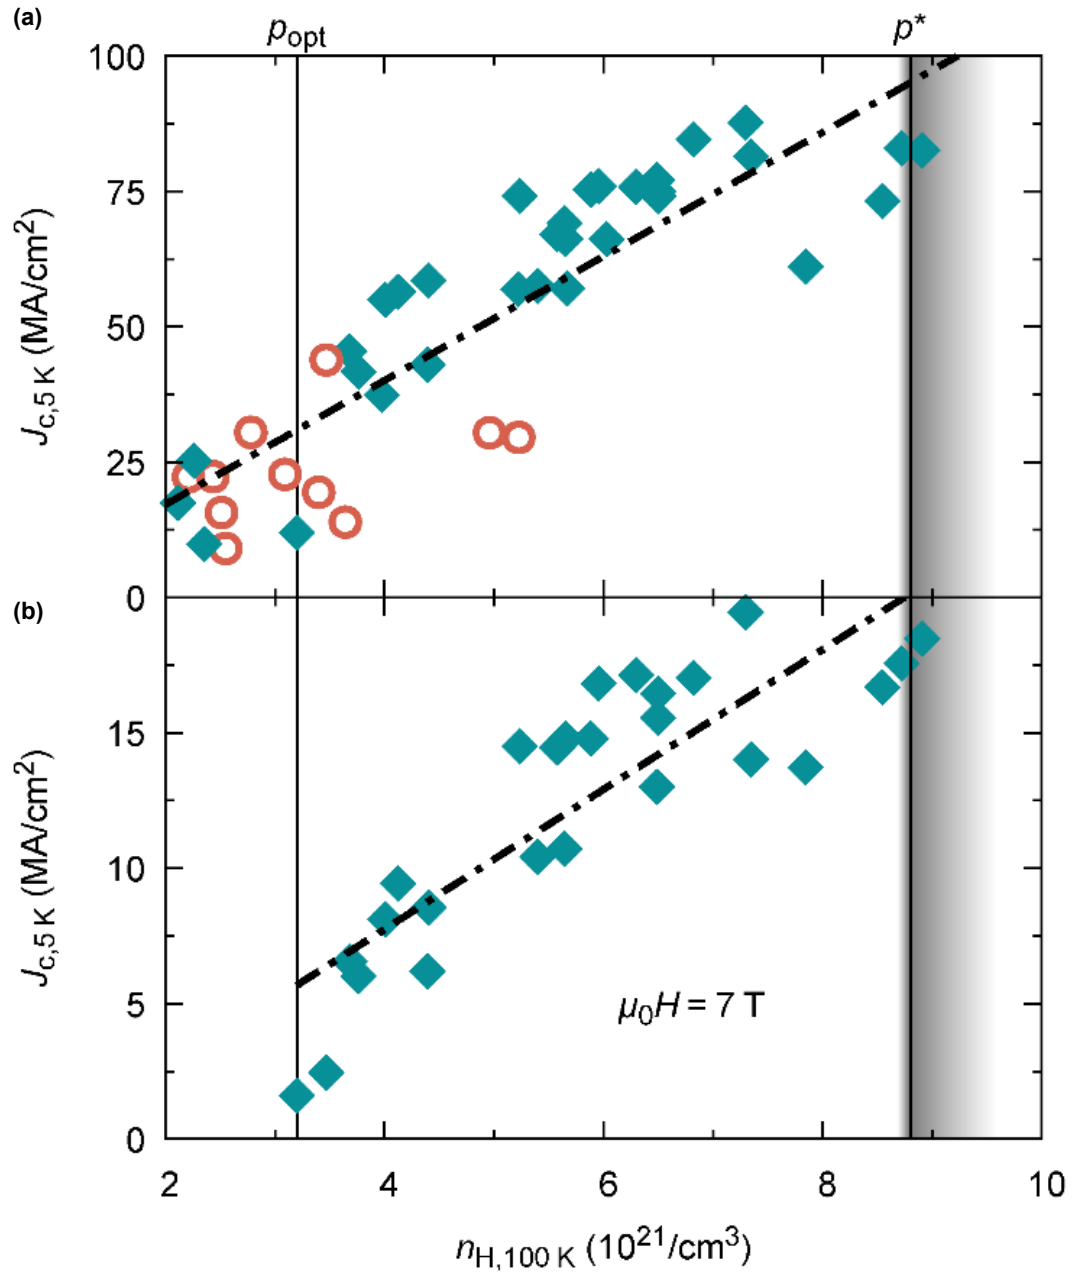 (a)
p_opt p*
100
75
50
25
0
J_c,5 K (MA/cm²)
(b)
15
10
5
0
J_c,5 K (MA/cm²)
μ₀H = 7 T
2 4 6 8 10
n_H,100 K (10²¹/cm³)